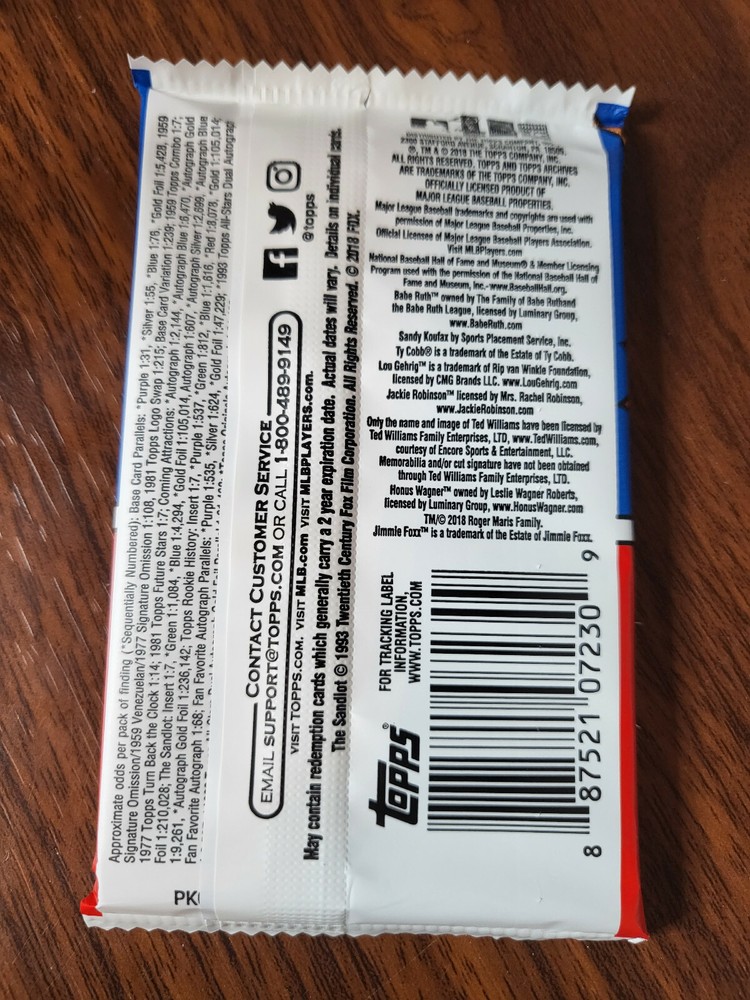 Approximate odds per pack of finding (*Sequentially Numbered): Base Card Parallels: *Purple 1:31, *Silver 1:55, *Blue 1:76, *Gold Foil 1:5,428, 1959
Signature Omission/1959 Venezuelan/1977 Signature Omission 1:108, 1981 Topps Logo Swap 1:215; Base Card Variation 1:239; 1959 Topps Combo 1:7;
1977 Topps Turn Back the Clock 1:14; 1981 Topps Future Stars 1:7; Coming Attractions: *Autograph 1:2,144, *Autograph Blue 1:6,470, *Autograph Gold
Foil 1:210,028; The Sandlot: Insert 1:7, *Green 1:1,084, *Blue 1:4,294, *Gold Foil 1:105,014, Autograph 1:607, *Autograph Silver 1:2,699, *Autograph Blue
1:9,261, *Autograph Gold Foil 1:236,142; Topps Rookie History: Insert 1:7, *Purple 1:537, *Green 1:812, *Blue 1:1,616, *Red 1:8,078, *Gold 1:105,014;
Fan Favorite Autograph 1:68; Fan Favorite Autograph Parallels: *Purple 1:535, *Silver 1:624, *Gold Foil 1:47,229; *1993 Topps All-Stars Dual Autograp
PK
CONTACT CUSTOMER SERVICE
EMAIL SUPPORT@TOPPS.COM OR CALL 1-800-489-9149
@topps
VISIT TOPPS.COM. VISIT MLB.COM VISIT MLBPLAYERS.COM.
May contain redemption cards which generally carry a 2 year expiration date. Actual dates will vary. Details on individual cards.
The Sandlot © 1993 Twentieth Century Fox Film Corporation. All Rights Reserved. © 2018 FOX.
®, TM & © 2018 THE TOPPS COMPANY, INC.
ALL RIGHTS RESERVED. TOPPS AND TOPPS ARCHIVES
ARE TRADEMARKS OF THE TOPPS COMPANY, INC.
OFFICIALLY LICENSED PRODUCT OF
MAJOR LEAGUE BASEBALL PROPERTIES.
Major League Baseball trademarks and copyrights are used with
permission of Major League Baseball Properties, Inc.
Official Licensee of Major League Baseball Players Association.
Visit MLBPlayers.com
National Baseball Hall of Fame and Museum® & Member Licensing
Program used with the permission of the National Baseball Hall of
Fame and Museum, Inc.-www.BaseballHall.org.
Babe Ruth™ owned by The Family of Babe Ruthand
the Babe Ruth League, licensed by Luminary Group,
www.BabeRuth.com
Sandy Koufax by Sports Placement Service, Inc.
Ty Cobb® is a trademark of the Estate of Ty Cobb.
Lou Gehrig™ is a trademark of Rip van Winkle Foundation,
licensed by CMG Brands LLC. www.LouGehrig.com
Jackie Robinson™ licensed by Mrs. Rachel Robinson,
www.JackieRobinson.com
Only the name and image of Ted Williams have been licensed by
Ted Williams Family Enterprises, LTD, www.TedWilliams.com,
courtesy of Encore Sports & Entertainment, LLC.
Memorabilia and/or cut signature have not been obtained
through Ted Williams Family Enterprises, LTD.
Honus Wagner™ owned by Leslie Wagner Roberts,
licensed by Luminary Group, www.HonusWagner.com
TM/© 2018 Roger Maris Family.
Jimmie Foxx™ is a trademark of the Estate of Jimmie Foxx.
topps®
FOR TRACKING LABEL
INFORMATION,
WWW.TOPPS.COM
8 87521 07230 9